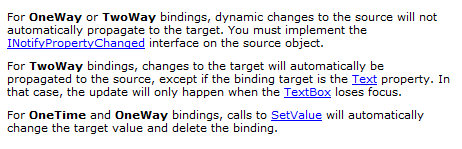 For OneWay or TwoWay bindings, dynamic changes to the source will not
automatically propagate to the target. You must implement the
INotifyPropertyChanged interface on the source object.
For TwoWay bindings, changes to the target will automatically be
propagated to the source, except if the binding target is the Text property. In
that case, the update will only happen when the TextBox loses focus.
For OneTime and OneWay bindings, calls to SetValue will automatically
change the target value and delete the binding.